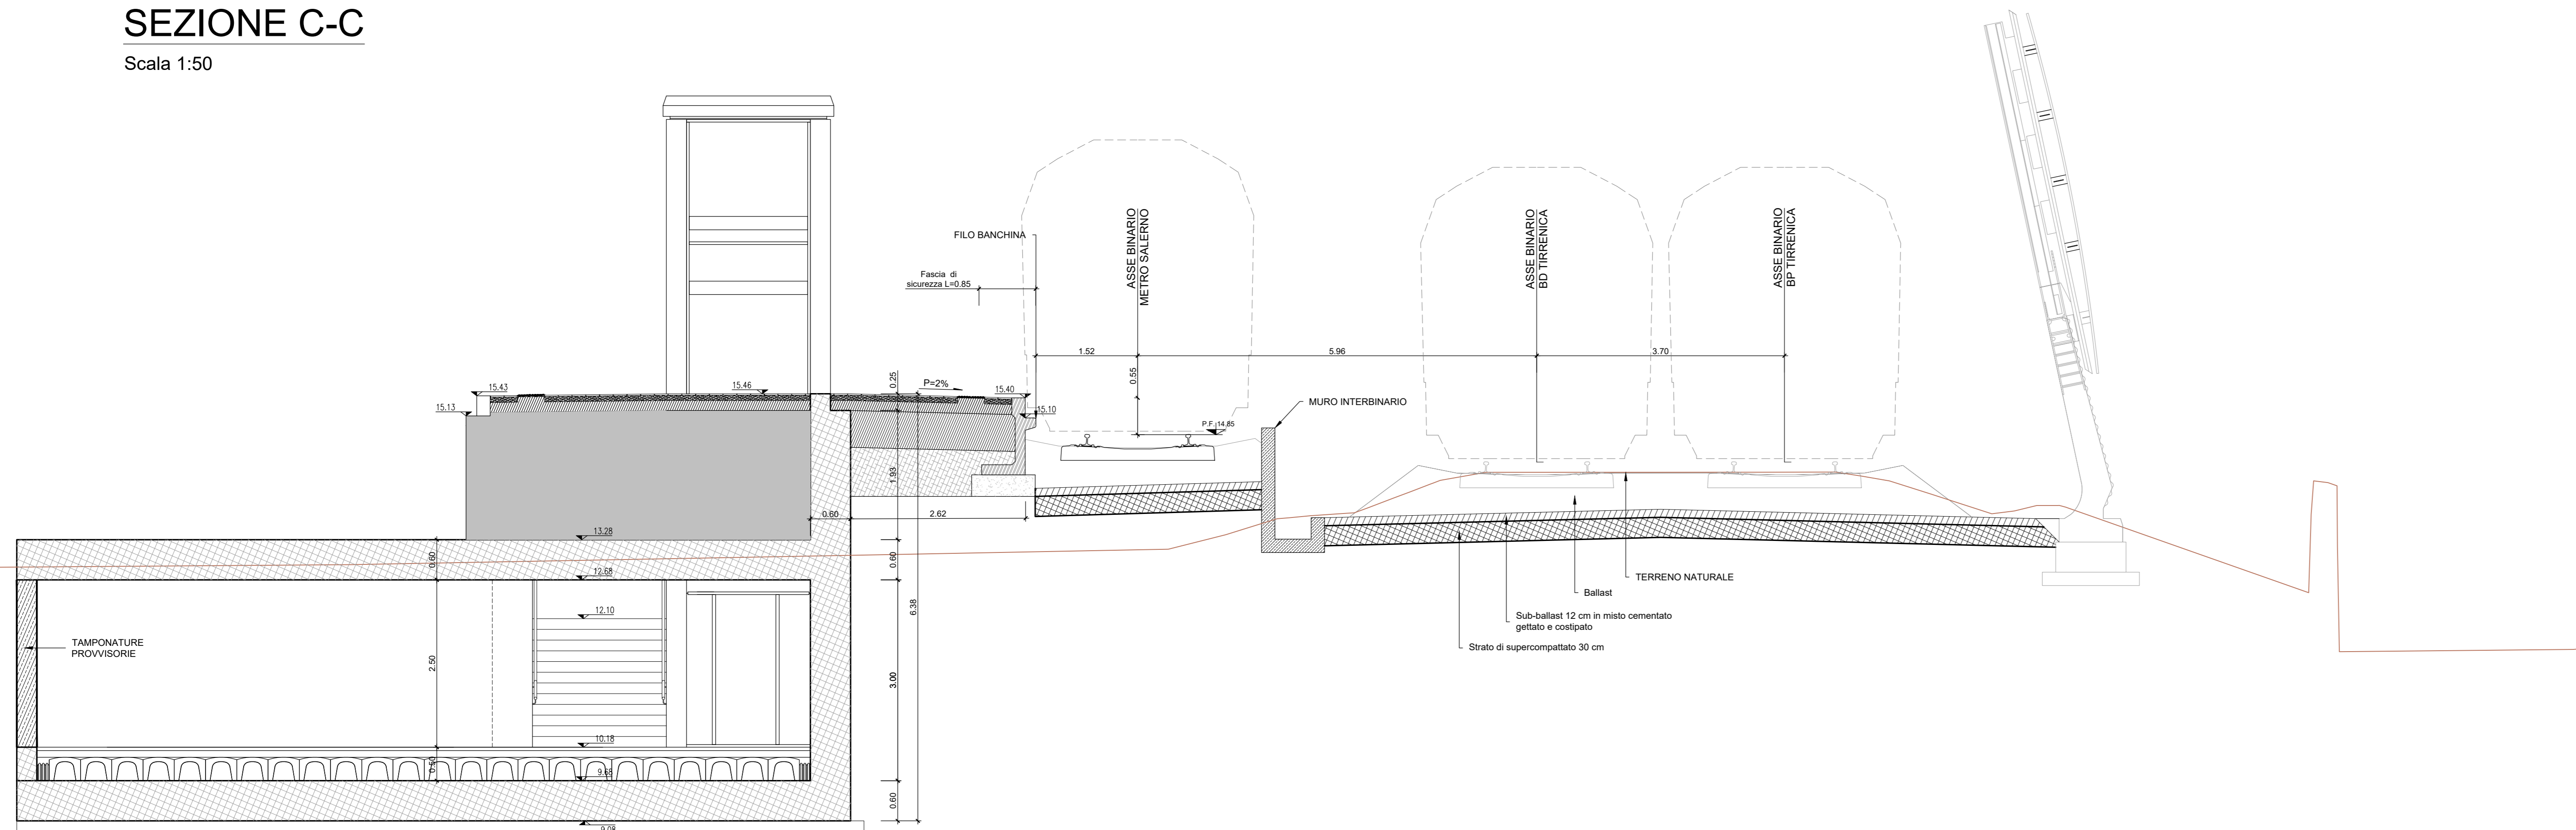 SEZIONE C-C
Scala 1:50
FILO BANCHINA
Fascia di
sicurezza L=0.85
ASSE BINARIO
METRO SALERNO
ASSE BINARIO
BD TIRRENICA
ASSE BINARIO
BP TIRRENICA
1.52
5.96
3.70
0.55
0.25
15.43
15.46
P=2%
15.40
15.13
15.10
MURO INTERBINARIO
P.F. 14.85
1.93
0.60
2.62
13.28
0.60
0.60
12.68
TERRENO NATURALE
Ballast
12.10
6.38
Sub-ballast 12 cm in misto cementato
gettato e costipato
TAMPONATURE
PROVVISORIE
Strato di supercompattato 30 cm
2.50
3.00
10.18
0.50
9.68
0.60
9.08